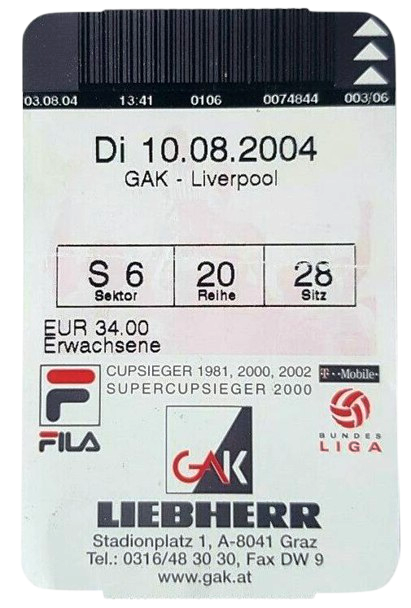 03.08.04 13:41 0106 0074844 003/06
Di 10.08.2004
GAK - Liverpool
S 6 20 28
Sektor Reihe Sitz
EUR 34.00
Erwachsene
CUPSIEGER 1981, 2000, 2002
SUPERCUPSIEGER 2000
T··Mobile·
F
FILA
BUNDES
LIGA
GAK
LIEBHERR
Stadionplatz 1, A-8041 Graz
Tel.: 0316/48 30 30, Fax DW 9
www.gak.at